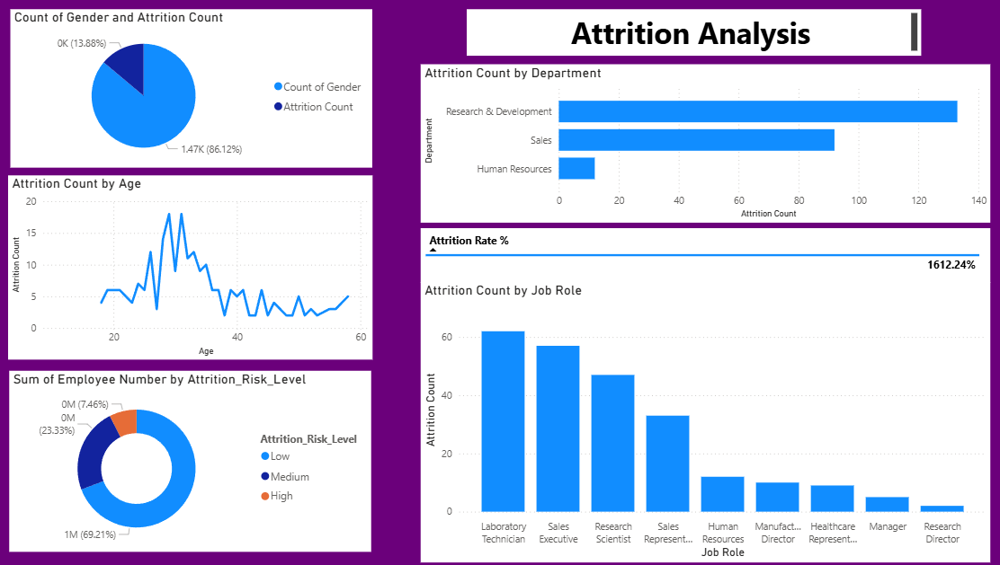 Count of Gender and Attrition Count
0K (13.88%)
Count of Gender
Attrition Count
1.47K (86.12%)
Attrition Analysis
Attrition Count by Department
Department
Research & Development
Sales
Human Resources
0 20 40 60 80 100 120 140
Attrition Count
Attrition Count by Age
Attrition Count
20
15
10
5
0
20 40 60
Age
Attrition Rate %
1612.24%
Attrition Count by Job Role
Attrition Count
60
40
20
0
Laboratory Technician
Sales Executive
Research Scientist
Sales Represent...
Human Resources
Manufact... Director
Healthcare Represent...
Manager
Research Director
Job Role
Sum of Employee Number by Attrition_Risk_Level
0M (7.46%)
0M
(23.33%)
1M (69.21%)
Attrition_Risk_Level
Low
Medium
High